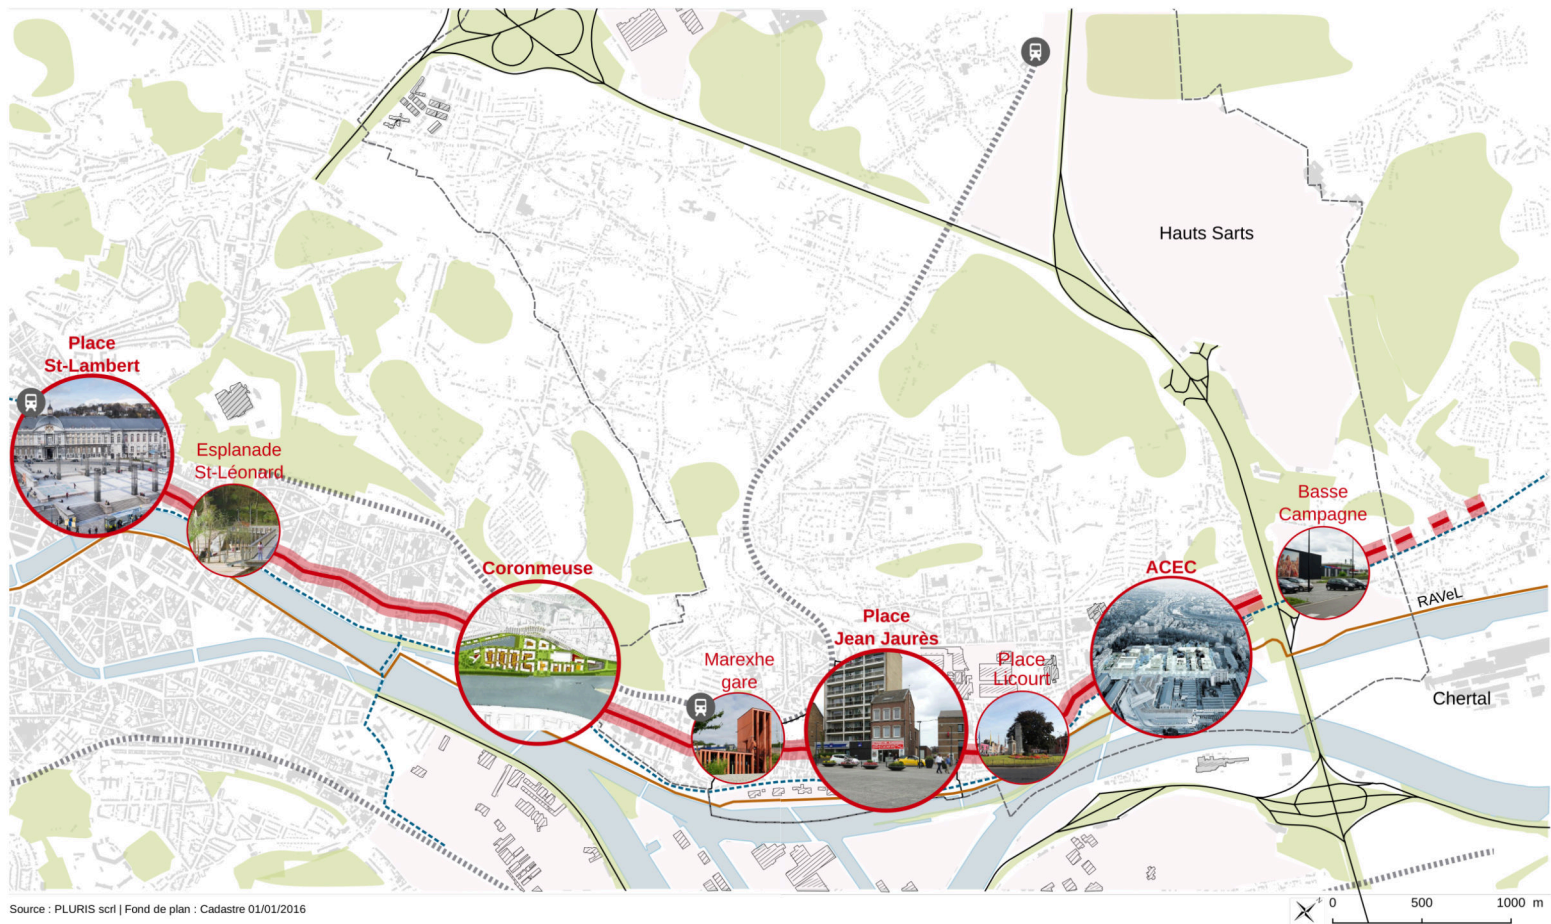 Hauts Sarts
Place
St-Lambert
Esplanade
St-Léonard
Coronmeuse
Marexhe
gare
Place
Jean Jaurès
Place
Licourt
ACEC
Basse
Campagne
RAVeL
Chertal
Source : PLURIS scrl | Fond de plan : Cadastre 01/01/2016
0 500 1000 m